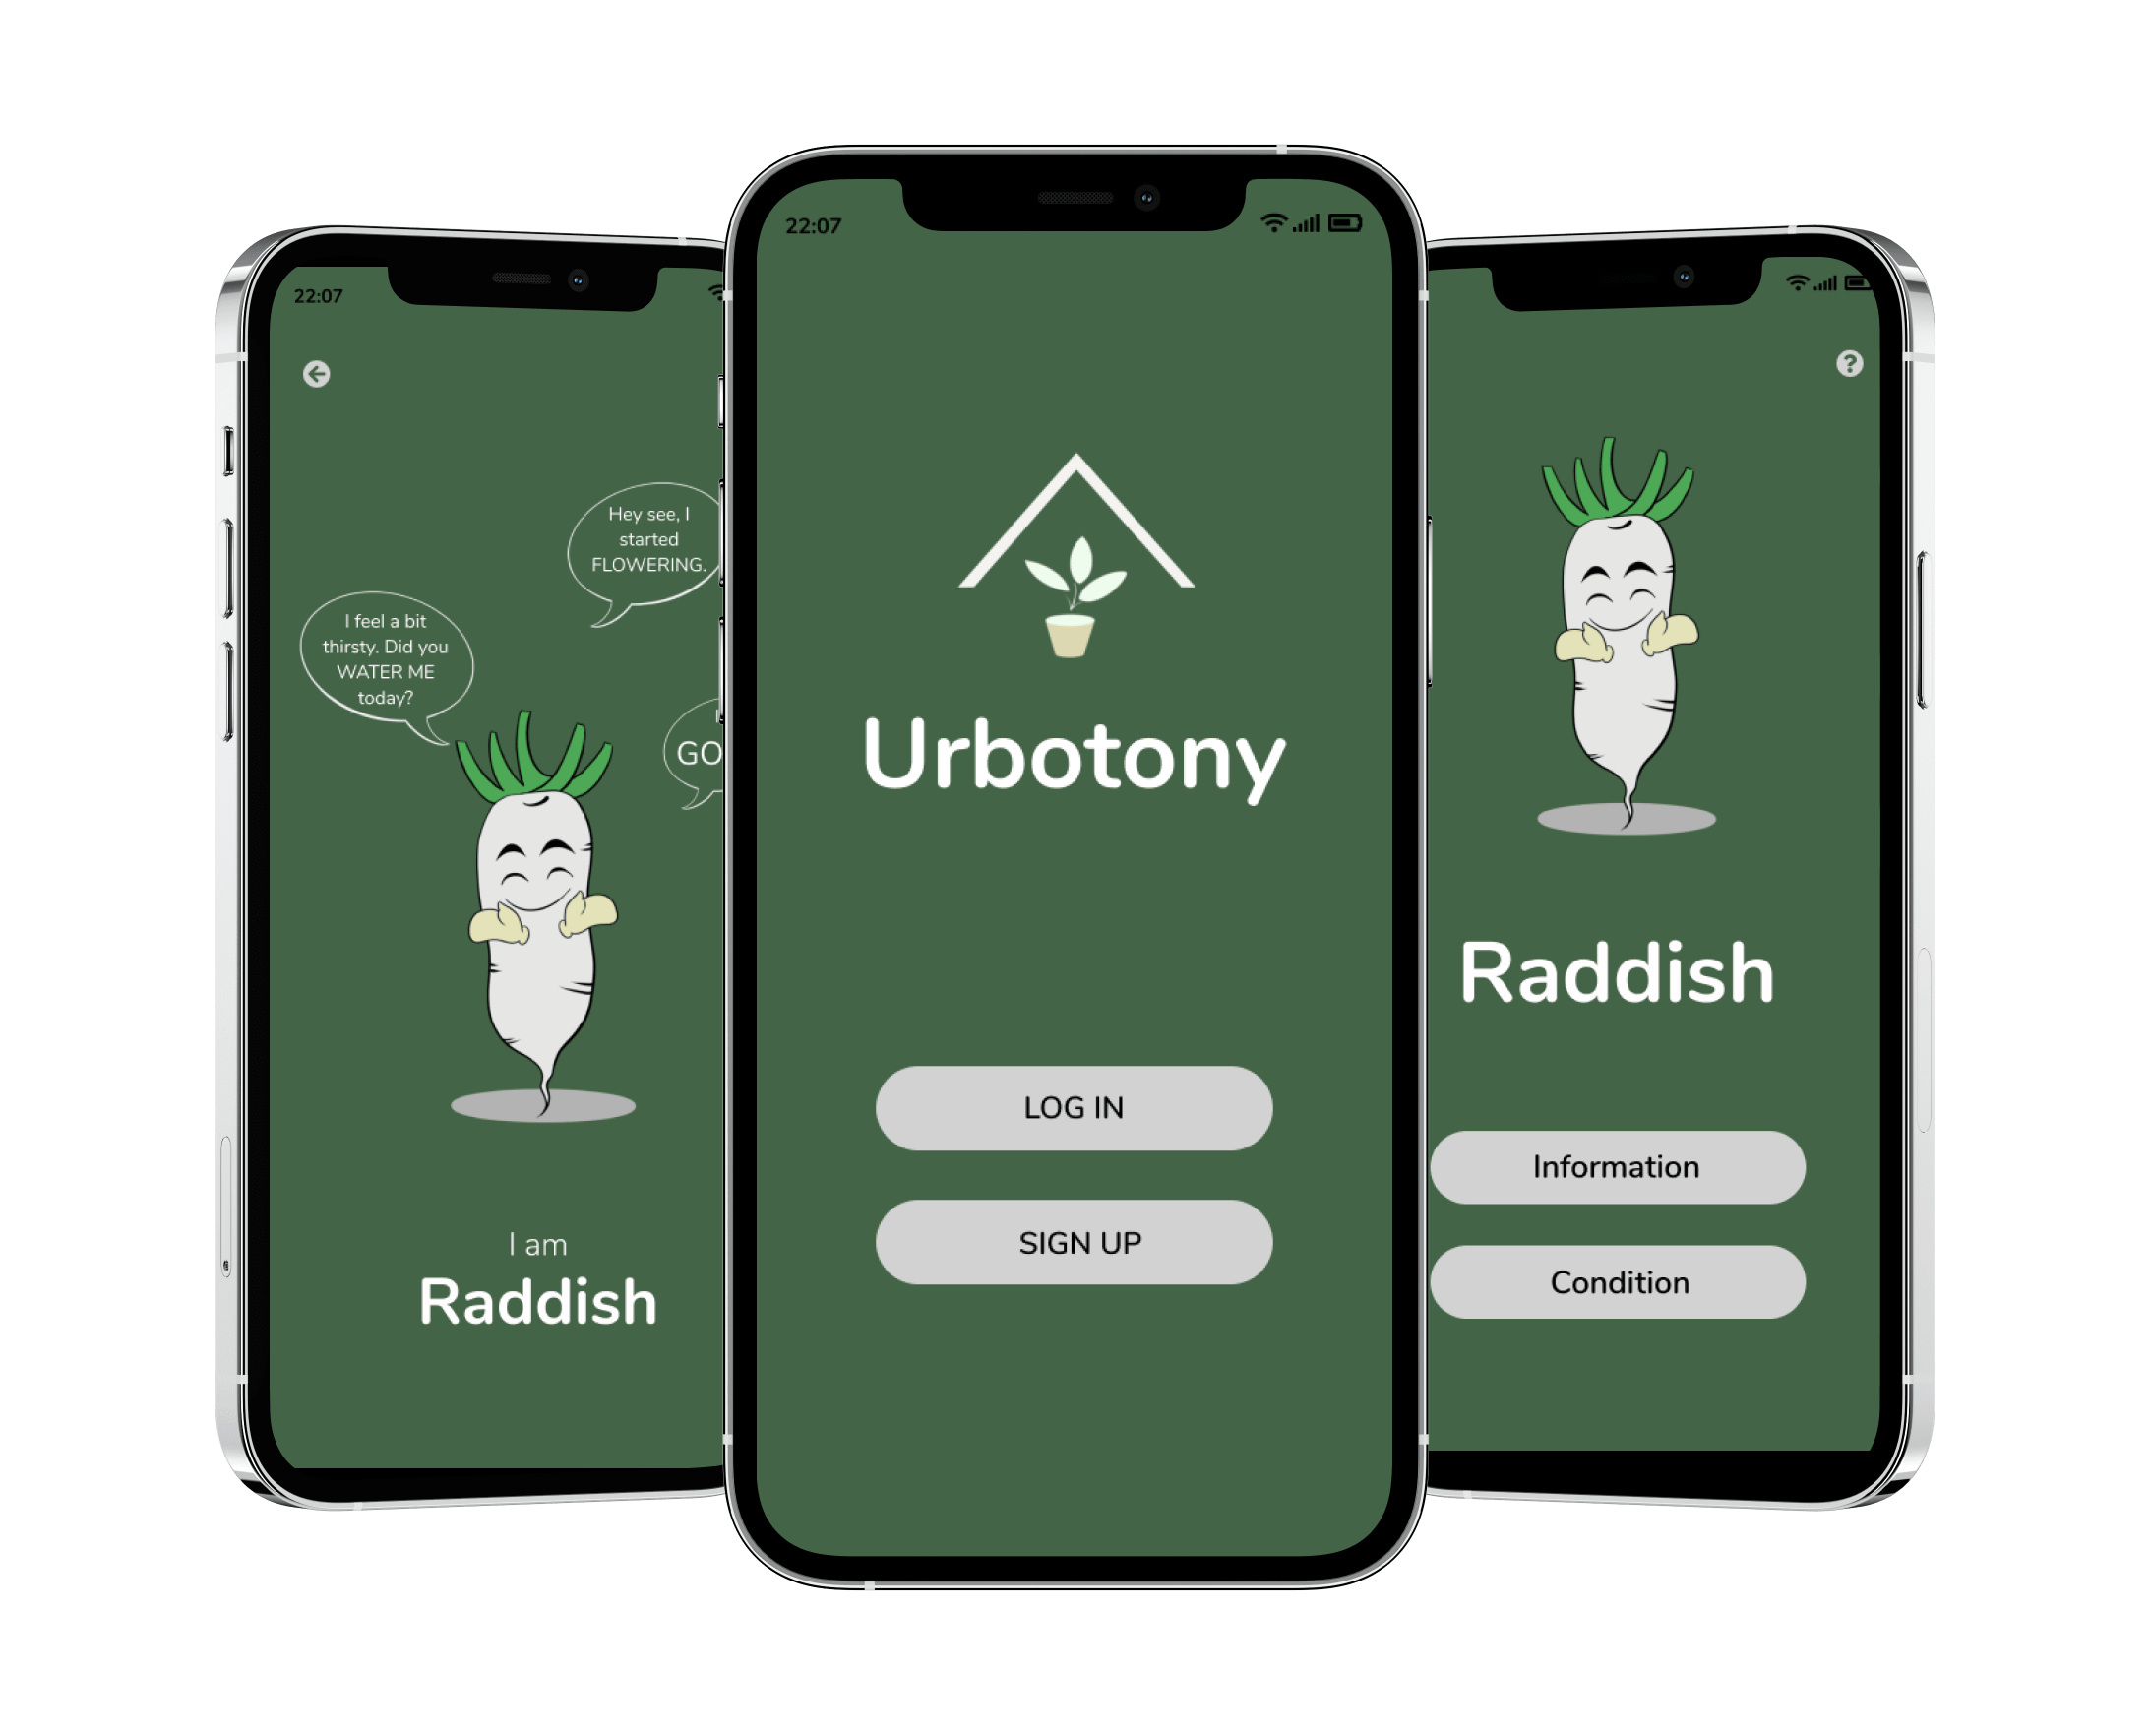 22:07
Hey see, I
started
FLOWERING.
I feel a bit
thirsty. Did you
WATER ME
today?
I am
Raddish
22:07
Urbotony
LOG IN
SIGN UP
Raddish
Information
Condition